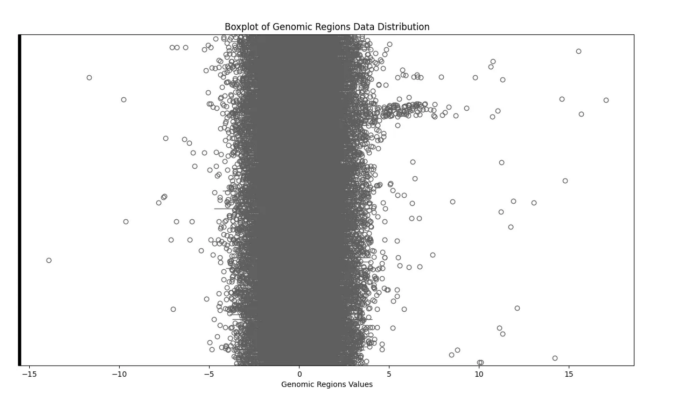 Boxplot of Genomic Regions Data Distribution
−15 −10 −5 0 5 10 15
Genomic Regions Values